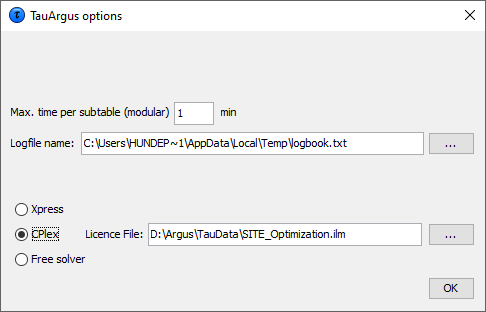 TauArgus options
Max. time per subtable (modular) 1 min
Logfile name: C:\Users\HUNDEP~1\AppData\Local\Temp\logbook.txt ...
Xpress
CPlex Licence File: D:\Argus\TauData\SITE_Optimization.ilm ...
Free solver
OK